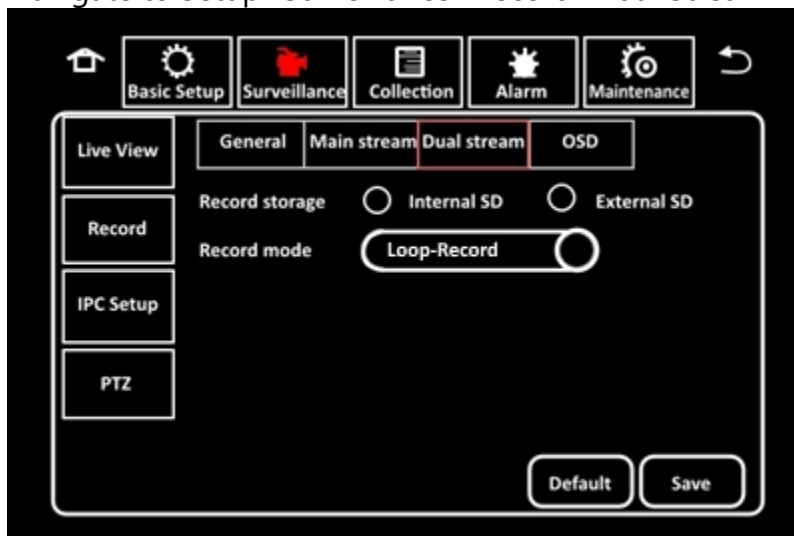 Basic Setup Surveillance Collection Alarm Maintenance
Live View
General Main stream Dual stream OSD
Record storage Internal SD External SD
Record
Record mode Loop-Record
IPC Setup
PTZ
Default Save